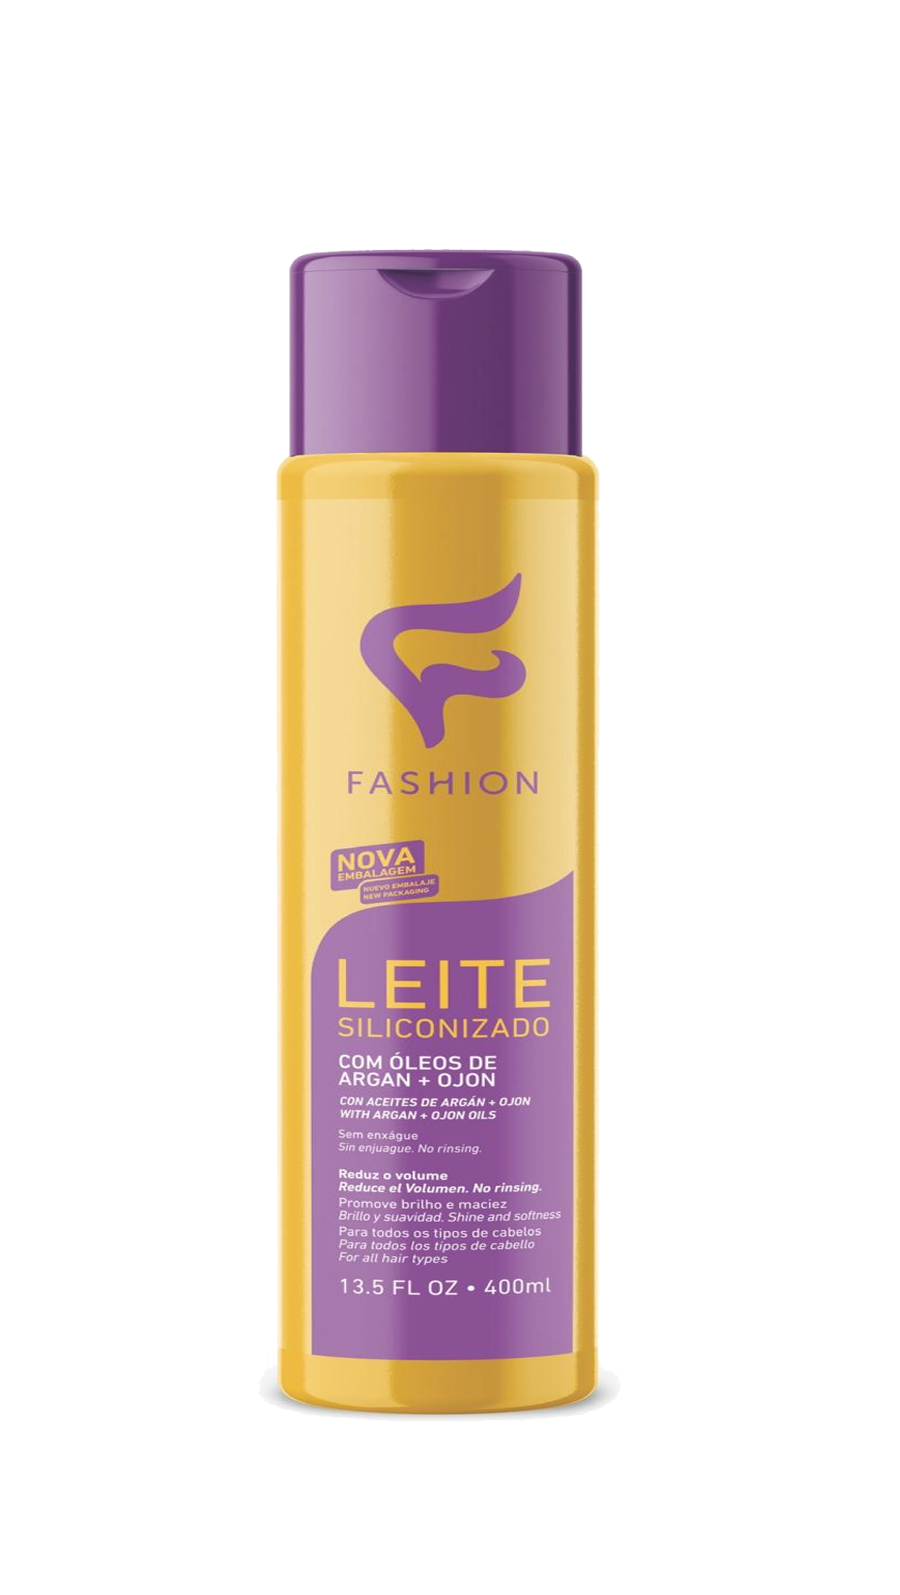 FASHION
NOVA
EMBALAGEM
NUEVO EMBALAJE
NEW PACKAGING
LEITE
SILICONIZADO
COM ÓLEOS DE
ARGAN + OJON
CON ACEITES DE ARGÁN + OJON
WITH ARGAN + OJON OILS
Sem enxágue
Sin enjuague. No rinsing.
Reduz o volume
Reduce el Volumen. No rinsing.
Promove brilho e maciez
Brillo y suavidad. Shine and softness
Para todos os tipos de cabelos
Para todos los tipos de cabello
For all hair types
13.5 FL OZ • 400ml